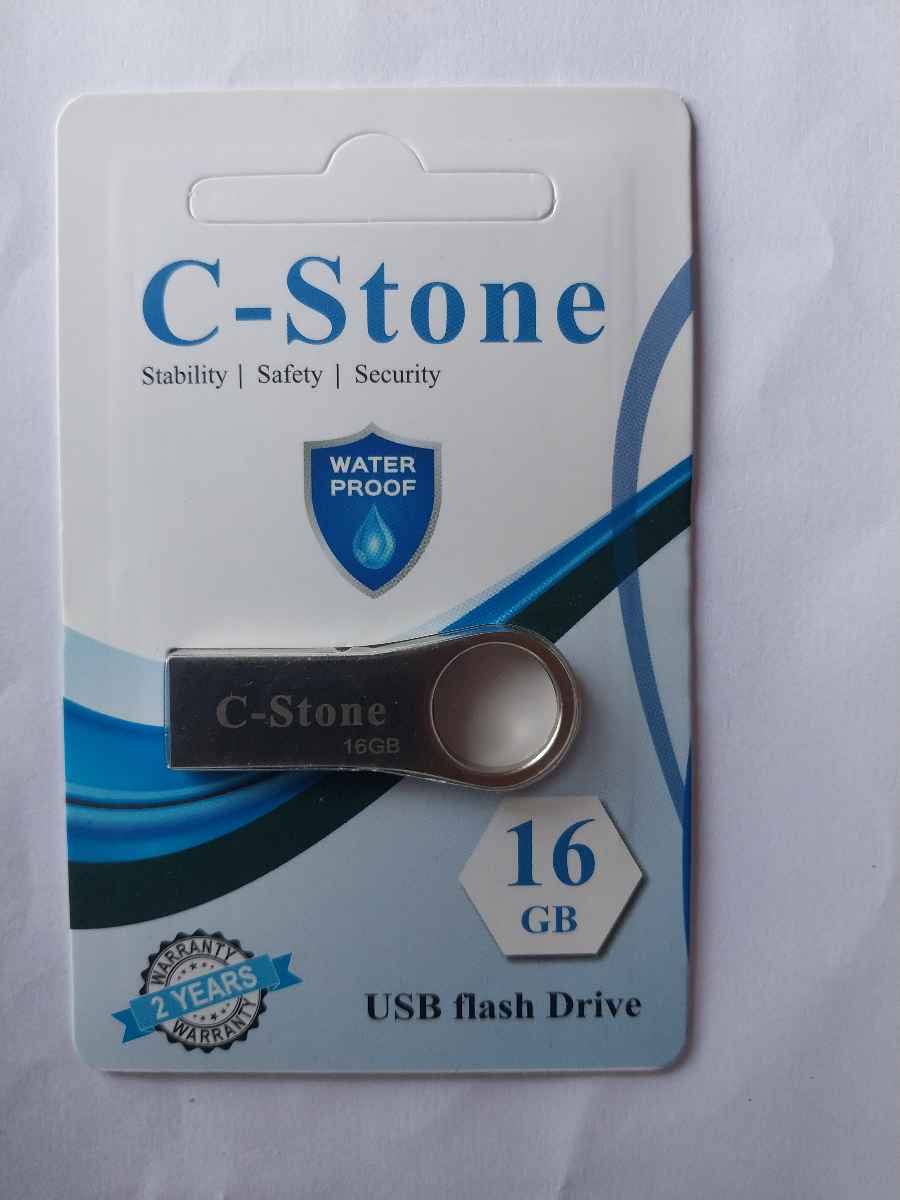 C-Stone
Stability | Safety | Security
WATER
PROOF
C-Stone
16GB
16
GB
WARRANTY
2 YEARS
WARRANTY
USB flash Drive